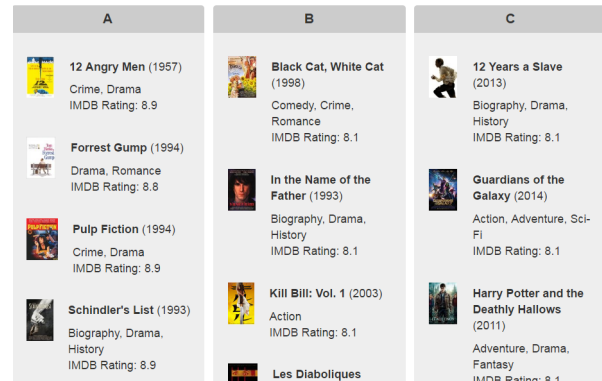 A
12 Angry Men (1957)
Crime, Drama
IMDB Rating: 8.9
Forrest Gump (1994)
Drama, Romance
IMDB Rating: 8.8
Pulp Fiction (1994)
Crime, Drama
IMDB Rating: 8.9
Schindler's List (1993)
Biography, Drama,
History
IMDB Rating: 8.9
B
Black Cat, White Cat
(1998)
Comedy, Crime,
Romance
IMDB Rating: 8.1
In the Name of the
Father (1993)
Biography, Drama,
History
IMDB Rating: 8.1
Kill Bill: Vol. 1 (2003)
Action
IMDB Rating: 8.1
Les Diaboliques
C
12 Years a Slave
(2013)
Biography, Drama,
History
IMDB Rating: 8.1
Guardians of the
Galaxy (2014)
Action, Adventure, Sci-
Fi
IMDB Rating: 8.1
Harry Potter and the
Deathly Hallows
(2011)
Adventure, Drama,
Fantasy
IMDB Rating: 8.1